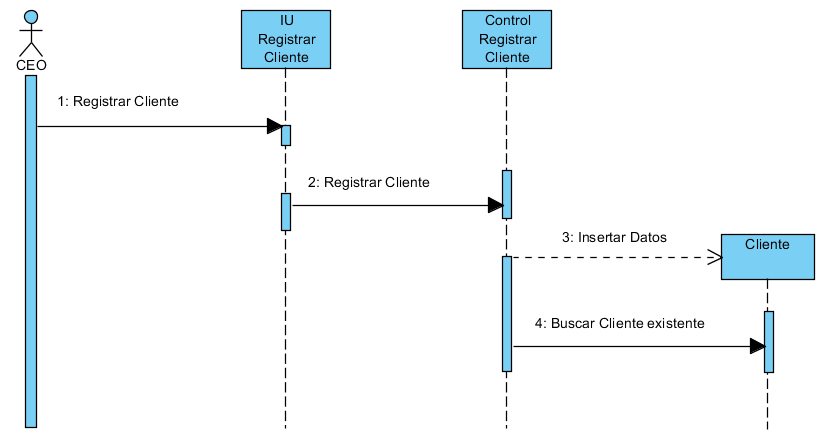 CEO
IU
Registrar
Cliente
Control
Registrar
Cliente
1: Registrar Cliente
2: Registrar Cliente
3: Insertar Datos
Cliente
4: Buscar Cliente existente